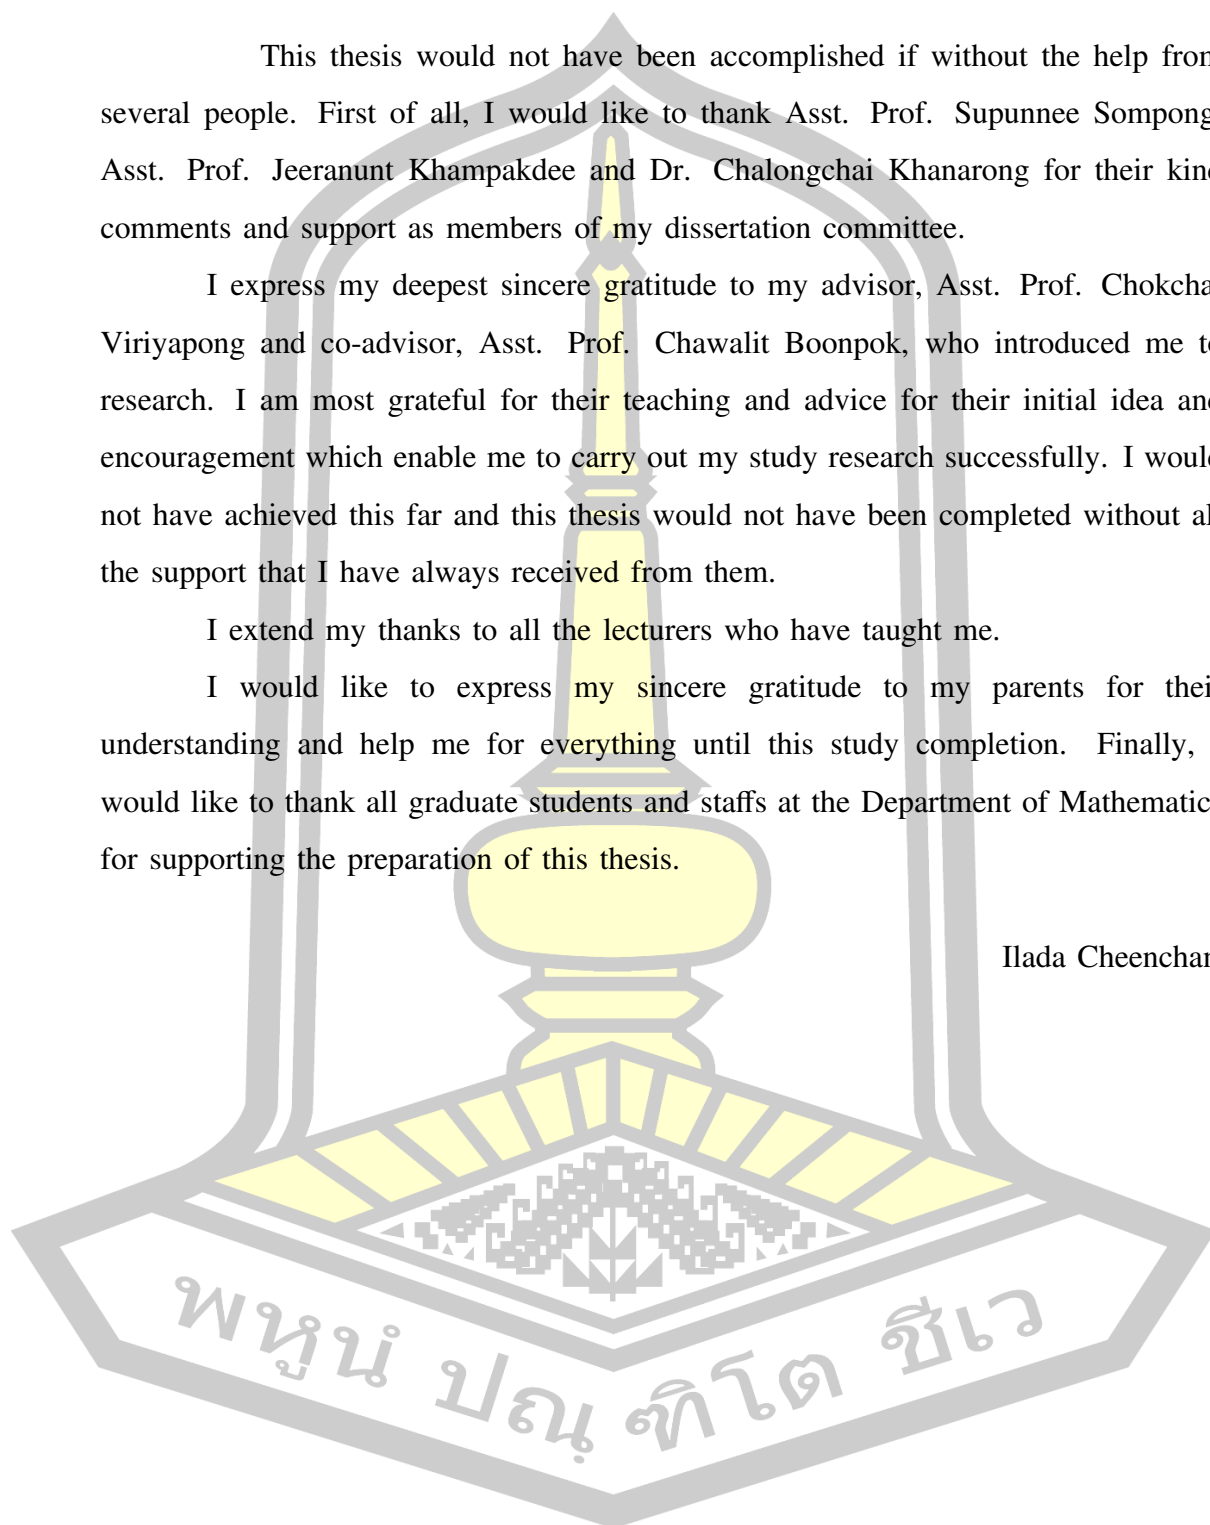 This thesis would not have been accomplished if without the help from
several people. First of all, I would like to thank Asst. Prof. Supunnee Sompong
Asst. Prof. Jeeranunt Khampakdee and Dr. Chalongchai Khanarong for their kind
comments and support as members of my dissertation committee.
I express my deepest sincere gratitude to my advisor, Asst. Prof. Chokcha
Viriyapong and co-advisor, Asst. Prof. Chawalit Boonpok, who introduced me to
research. I am most grateful for their teaching and advice for their initial idea and
encouragement which enable me to carry out my study research successfully. I would
not have achieved this far and this thesis would not have been completed without al
the support that I have always received from them.
I extend my thanks to all the lecturers who have taught me.
I would like to express my sincere gratitude to my parents for thei
understanding and help me for everything until this study completion. Finally,
would like to thank all graduate students and staffs at the Department of Mathematic
for supporting the preparation of this thesis.
Ilada Cheenchan
พหูนํ ปณฺฑิโต ชีเว